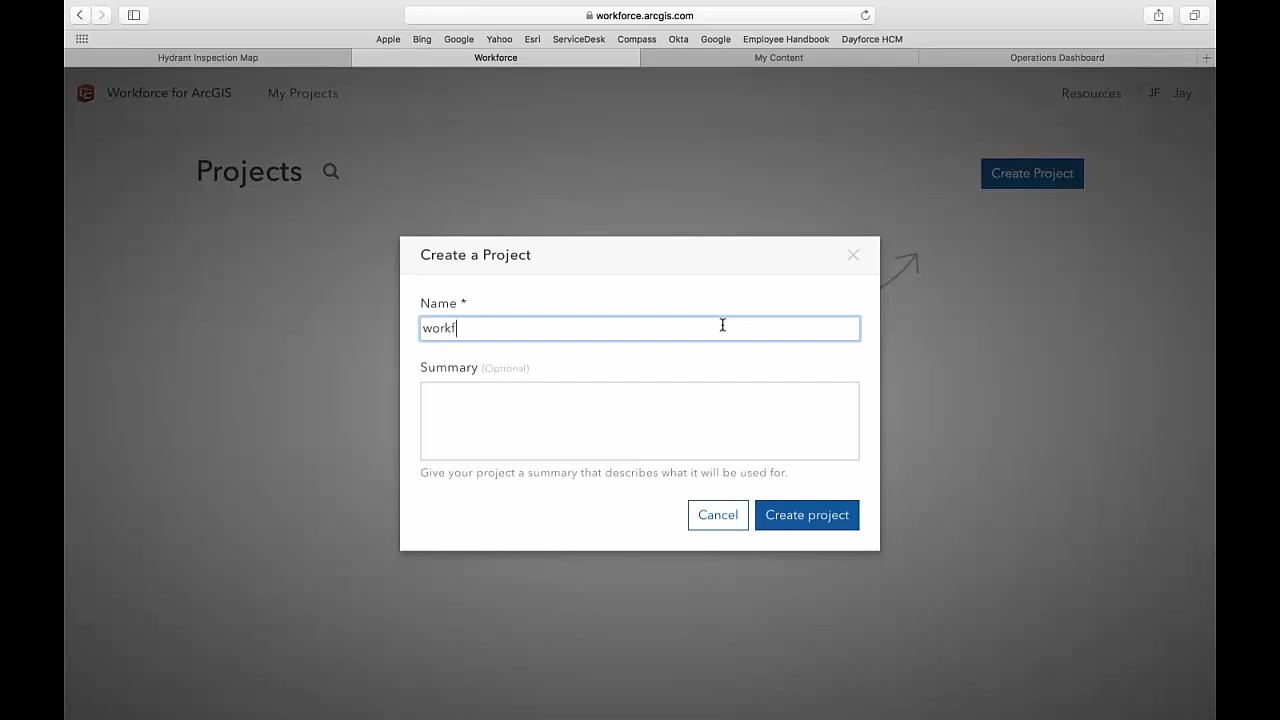 workforce.arcgis.com
Apple Bing Google Yahoo Esri ServiceDesk Compass Okta Google Employee Handbook Dayforce HCM
Hydrant Inspection Map Workforce My Content Operations Dashboard
Workforce for ArcGIS My Projects Resources JF Jay
Projects Create Project
Create a Project
Name *
workf
Summary (Optional)
Give your project a summary that describes what it will be used for.
Cancel Create project